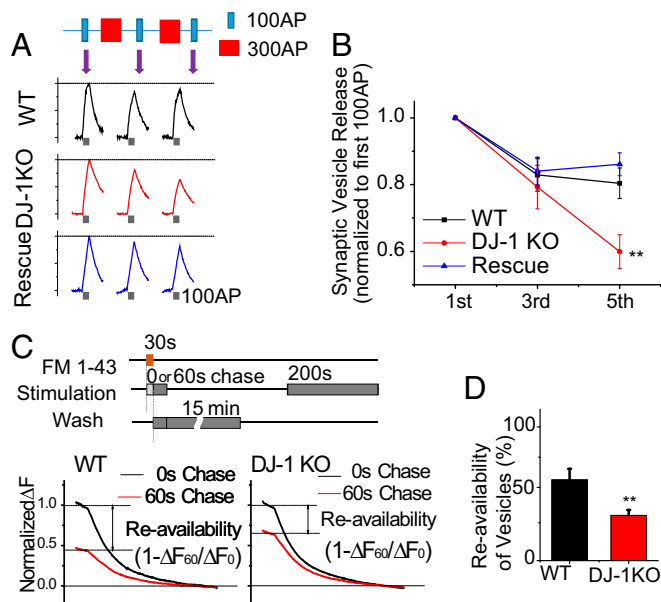 A
100AP
300AP
WT
DJ-1KO
Rescue
100AP
B
Synaptic Vesicle Release
(normalized to first 100AP)
1.0
0.8
0.6
WT
DJ-1 KO
Rescue
**
1st
3rd
5th
C
30s
FM 1-43
0 or 60s chase
200s
Stimulation
15 min
Wash
WT
0s Chase
60s Chase
Re-availability
(1-ΔF60/ΔF0)
NormalizedΔF
1.0
0.5
0.0
DJ-1 KO
0s Chase
60s Chase
Re-availability
(1-ΔF60/ΔF0)
D
Re-availability
of Vesicles (%)
100
50
0
**
WT
DJ-1KO